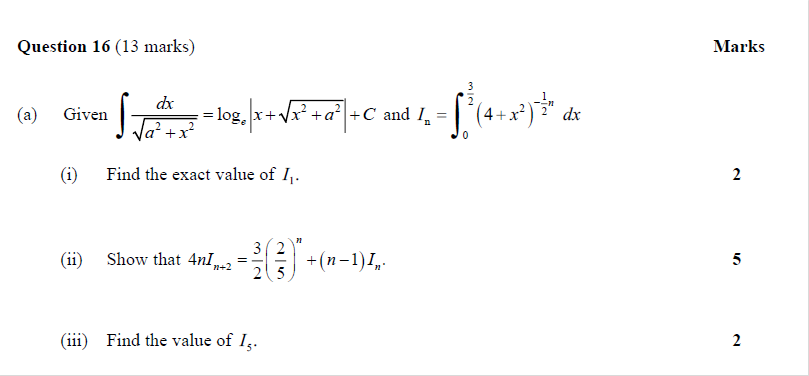 Question 16 (13 marks) Marks
(a) Given ∫ dx/√(a² + x²) = logₑ|x + √(x² + a²)| + C and Iₙ = ∫₀^(3/2) (4 + x²)^(−½n) dx
(i) Find the exact value of I₁. 2
(ii) Show that 4nIₙ₊₂ = 3/2 (2/5)ⁿ + (n − 1)Iₙ. 5
(iii) Find the value of I₅. 2